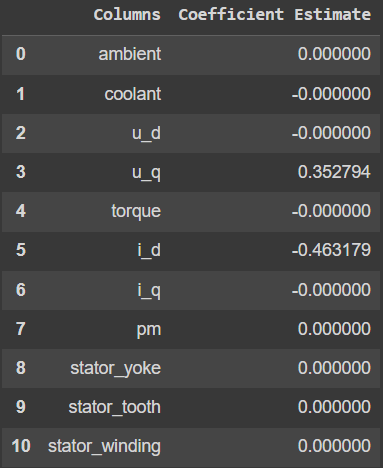 Columns Coefficient Estimate
0 ambient 0.000000
1 coolant -0.000000
2 u_d -0.000000
3 u_q 0.352794
4 torque -0.000000
5 i_d -0.463179
6 i_q -0.000000
7 pm 0.000000
8 stator_yoke 0.000000
9 stator_tooth 0.000000
10 stator_winding 0.000000